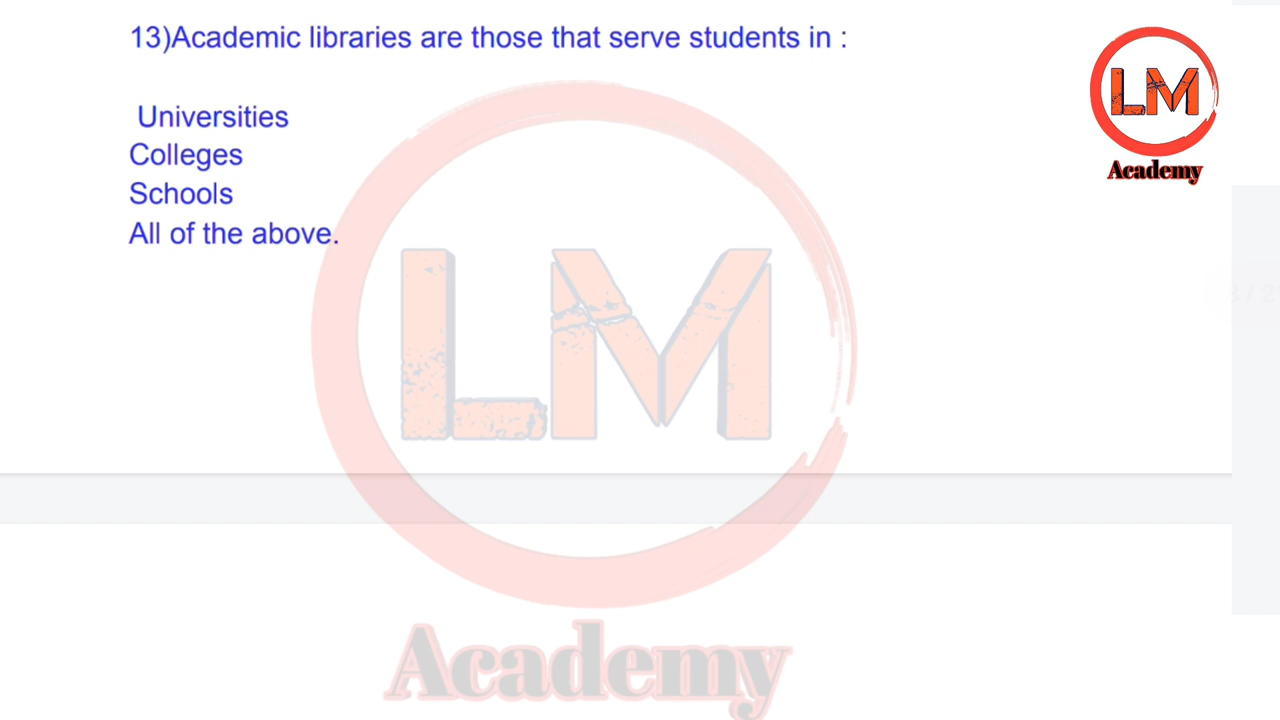 13)Academic libraries are those that serve students in :
Universities
Colleges
Schools
All of the above.
LM
Academy
LM
Academy